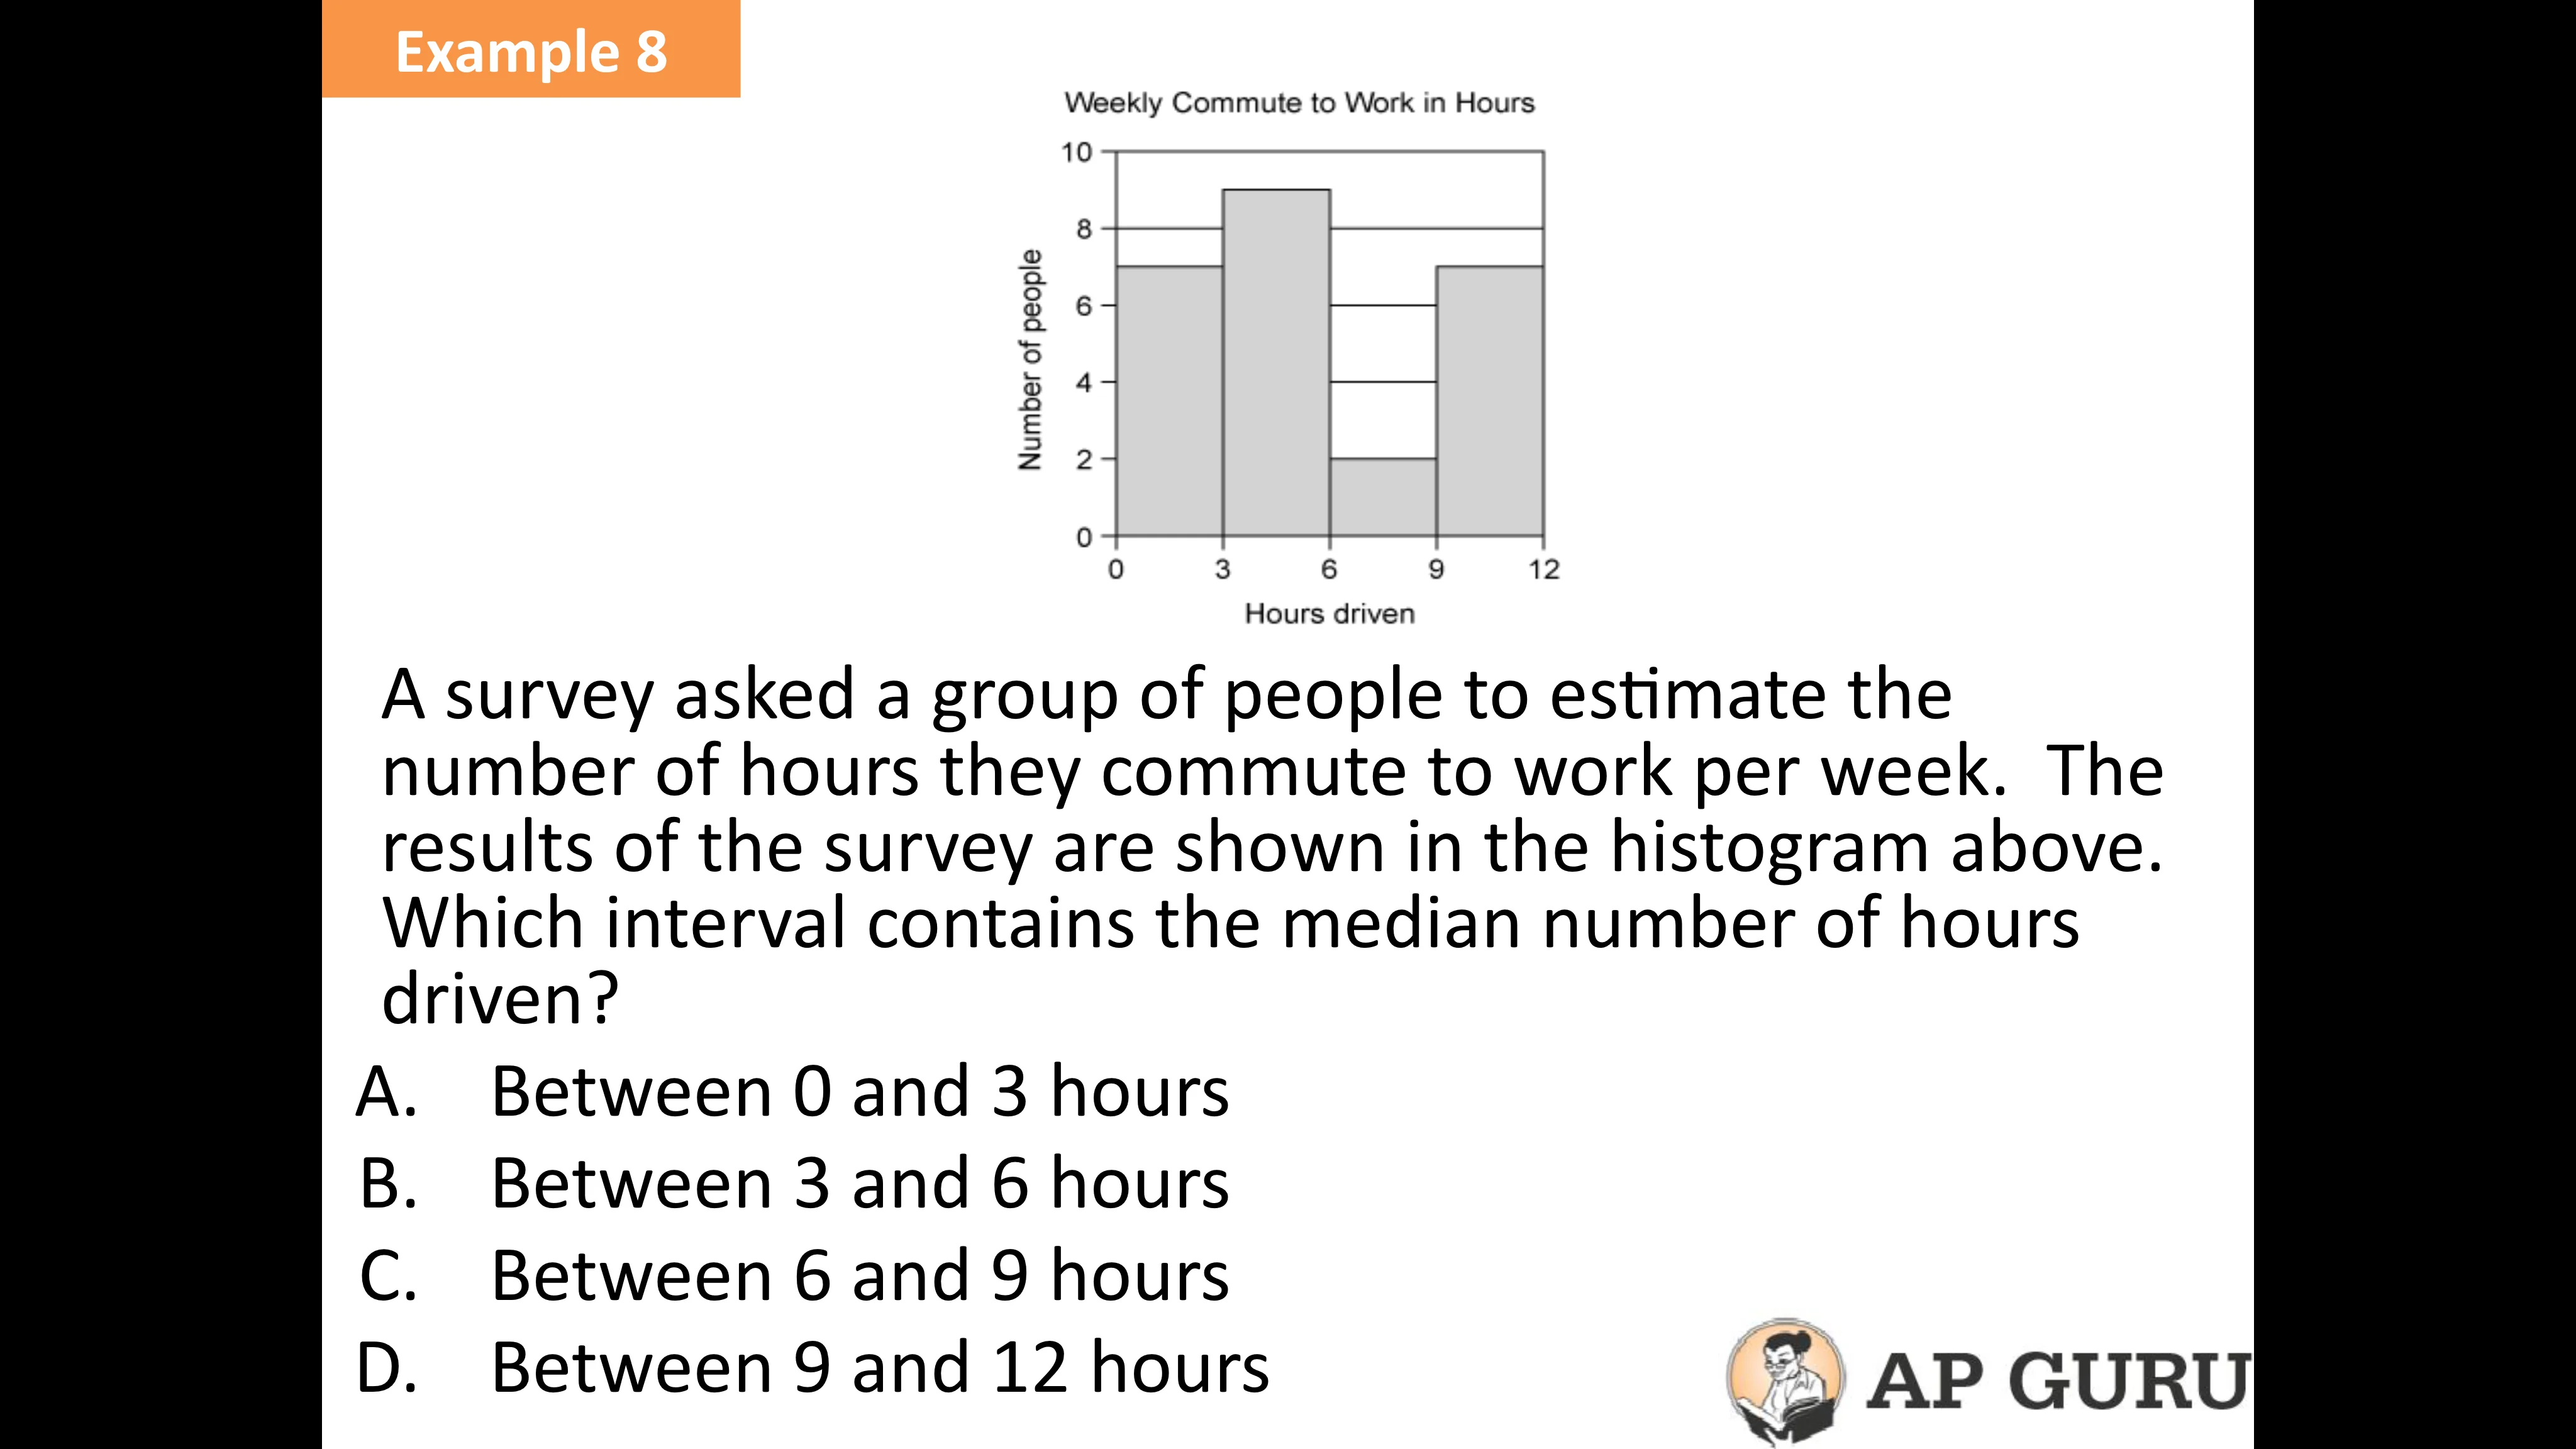 Example 8
Weekly Commute to Work in Hours
10
8
6
4
2
0
Number of people
0 3 6 9 12
Hours driven
A survey asked a group of people to estimate the
number of hours they commute to work per week.  The
results of the survey are shown in the histogram above.
Which interval contains the median number of hours
driven?
A. Between 0 and 3 hours
B. Between 3 and 6 hours
C. Between 6 and 9 hours
D. Between 9 and 12 hours
AP GURU